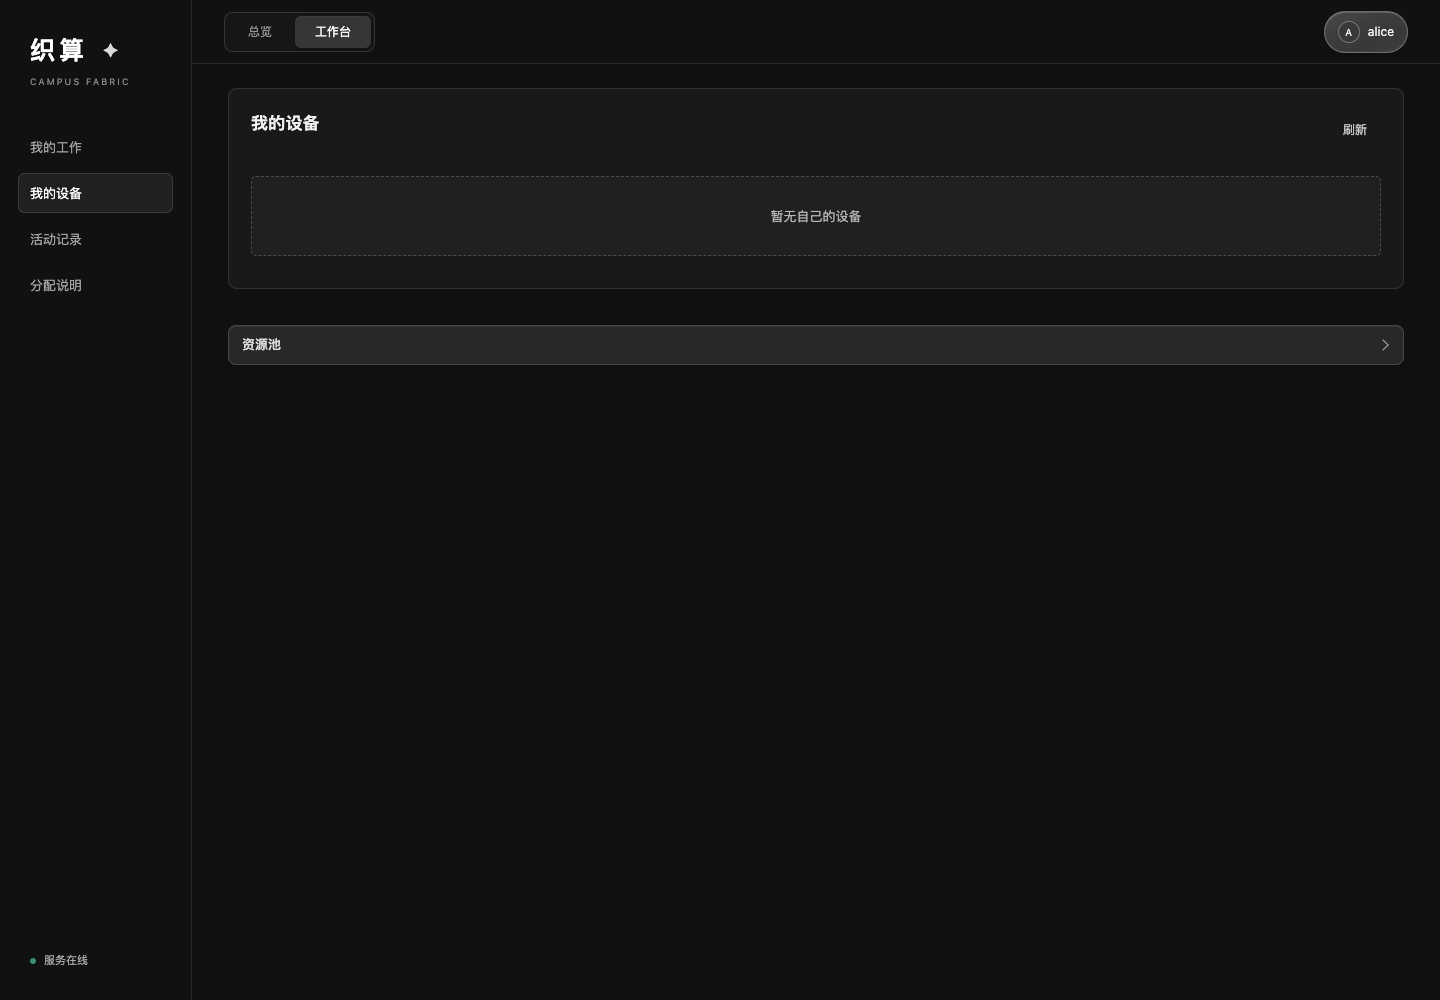 织算
CAMPUS FABRIC
我的工作
我的设备
活动记录
分配说明
服务在线
总览
工作台
A
alice
我的设备
刷新
暂无自己的设备
资源池